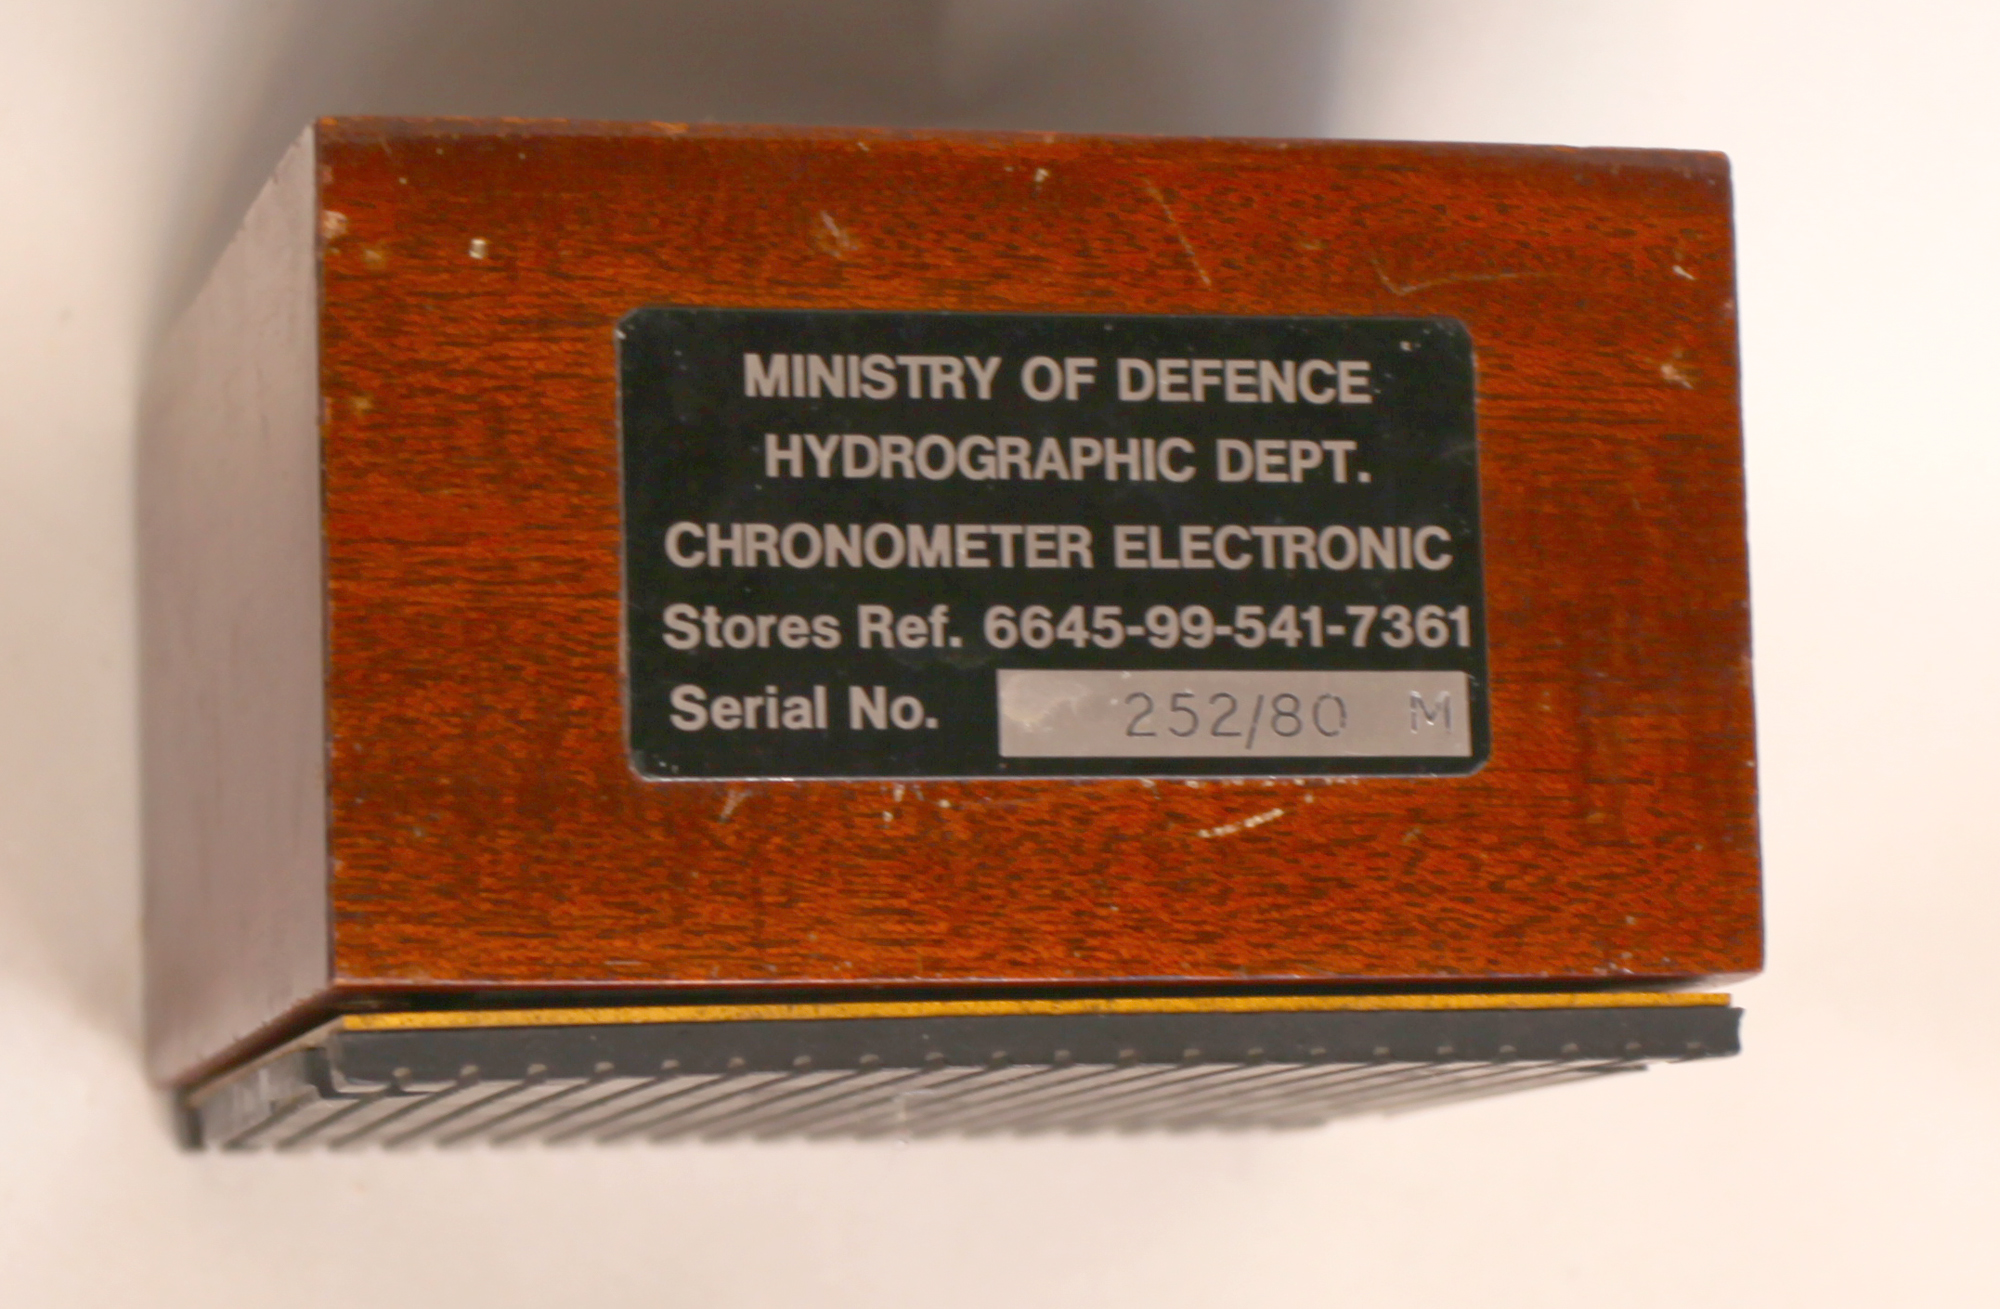 MINISTRY OF DEFENCE
HYDROGRAPHIC DEPT.
CHRONOMETER ELECTRONIC
Stores Ref. 6645-99-541-7361
Serial No. 252/80 M